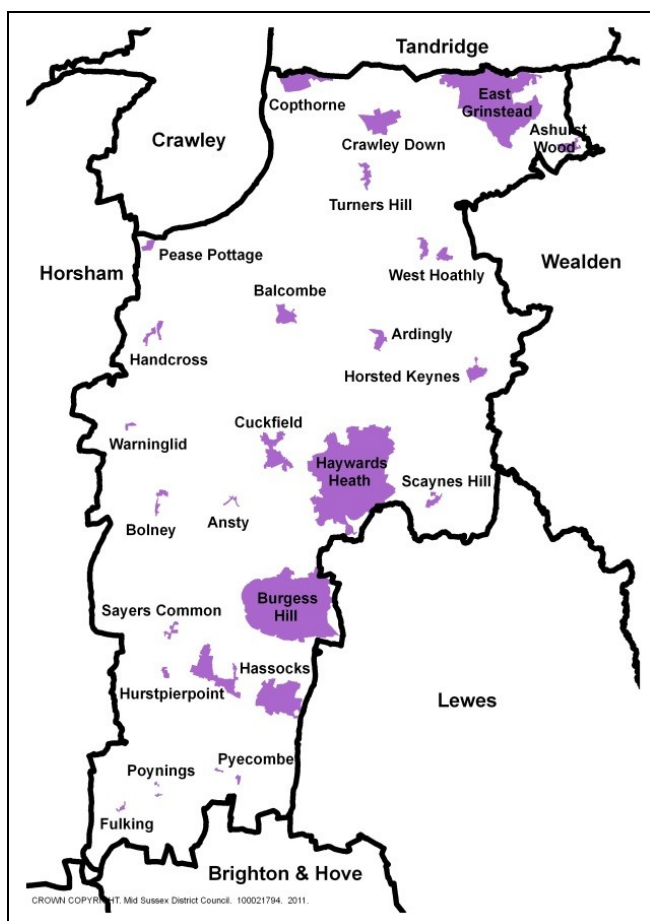 Tandridge
Copthorne
East
Grinstead
Crawley
Crawley Down
Ashurst
Wood
Turners Hill
Pease Pottage
Horsham
West Hoathly
Wealden
Balcombe
Handcross
Ardingly
Horsted Keynes
Cuckfield
Warninglid
Haywards
Heath
Scaynes Hill
Bolney
Ansty
Burgess
Hill
Sayers Common
Hassocks
Hurstpierpoint
Lewes
Pyecombe
Poynings
Fulking
Brighton & Hove
CROWN COPYRIGHT. Mid Sussex District Council. 100021794. 2011.